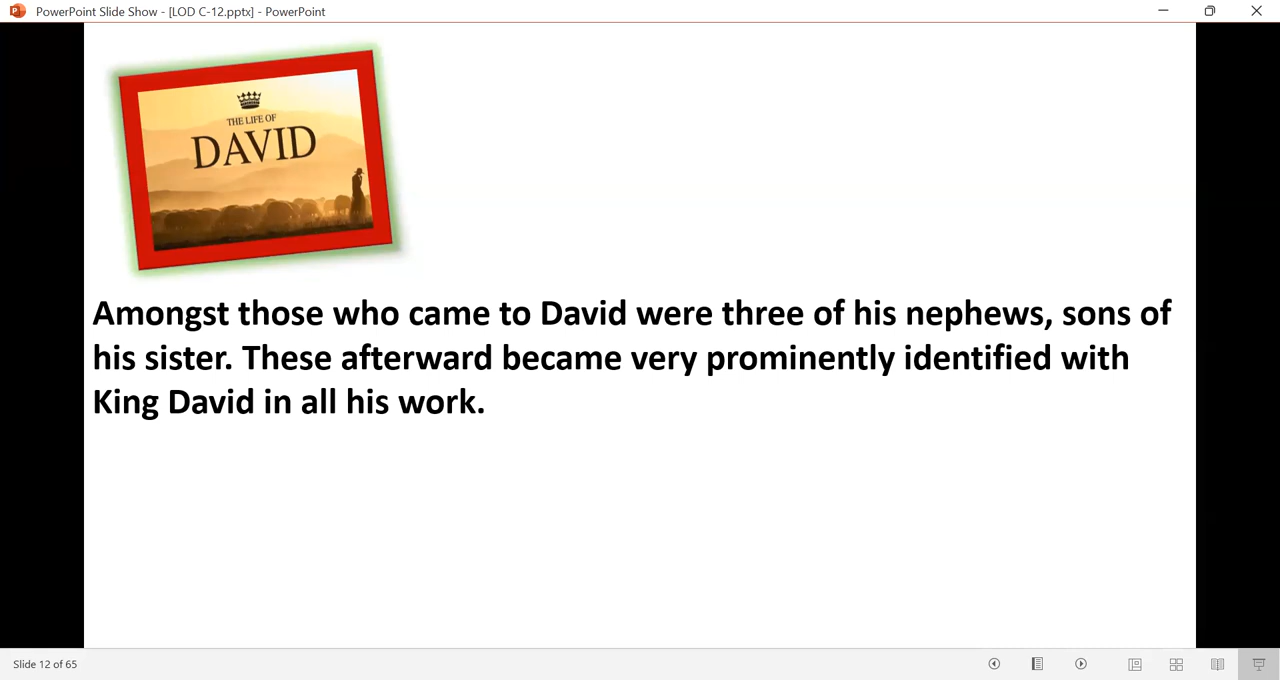 PowerPoint Slide Show - [LOD C-12.pptx] - PowerPoint
THE LIFE OF
DAVID
Amongst those who came to David were three of his nephews, sons of
his sister. These afterward became very prominently identified with
King David in all his work.
Slide 12 of 65